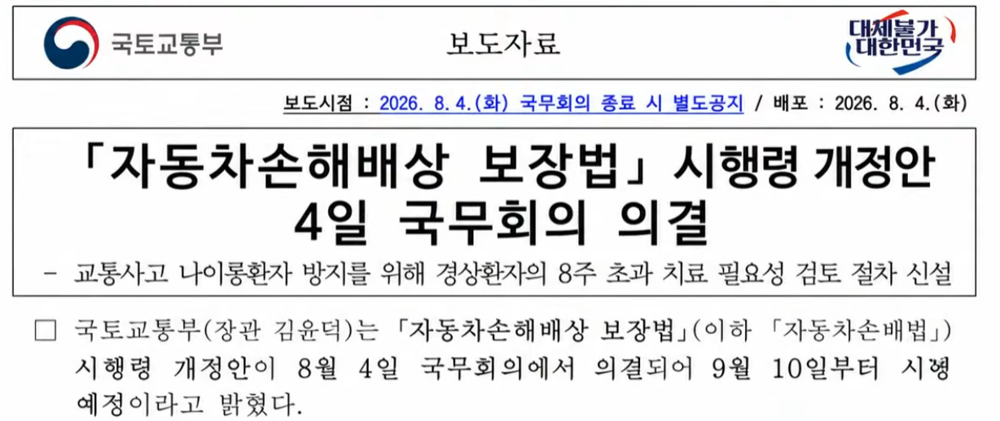 국토교통부
보도자료
대체불가
대한민국
보도시점 : 2026. 8. 4.(화) 국무회의 종료 시 별도공지 / 배포 : 2026. 8. 4.(화)
「자동차손해배상 보장법」 시행령 개정안
4일 국무회의 의결
- 교통사고 나이롱환자 방지를 위해 경상환자의 8주 초과 치료 필요성 검토 절차 신설
□ 국토교통부(장관 김윤덕)는 「자동차손해배상 보장법」(이하 「자동차손배법」)
시행령 개정안이 8월 4일 국무회의에서 의결되어 9월 10일부터 시행
예정이라고 밝혔다.